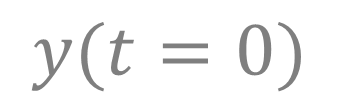 y(t = 0)